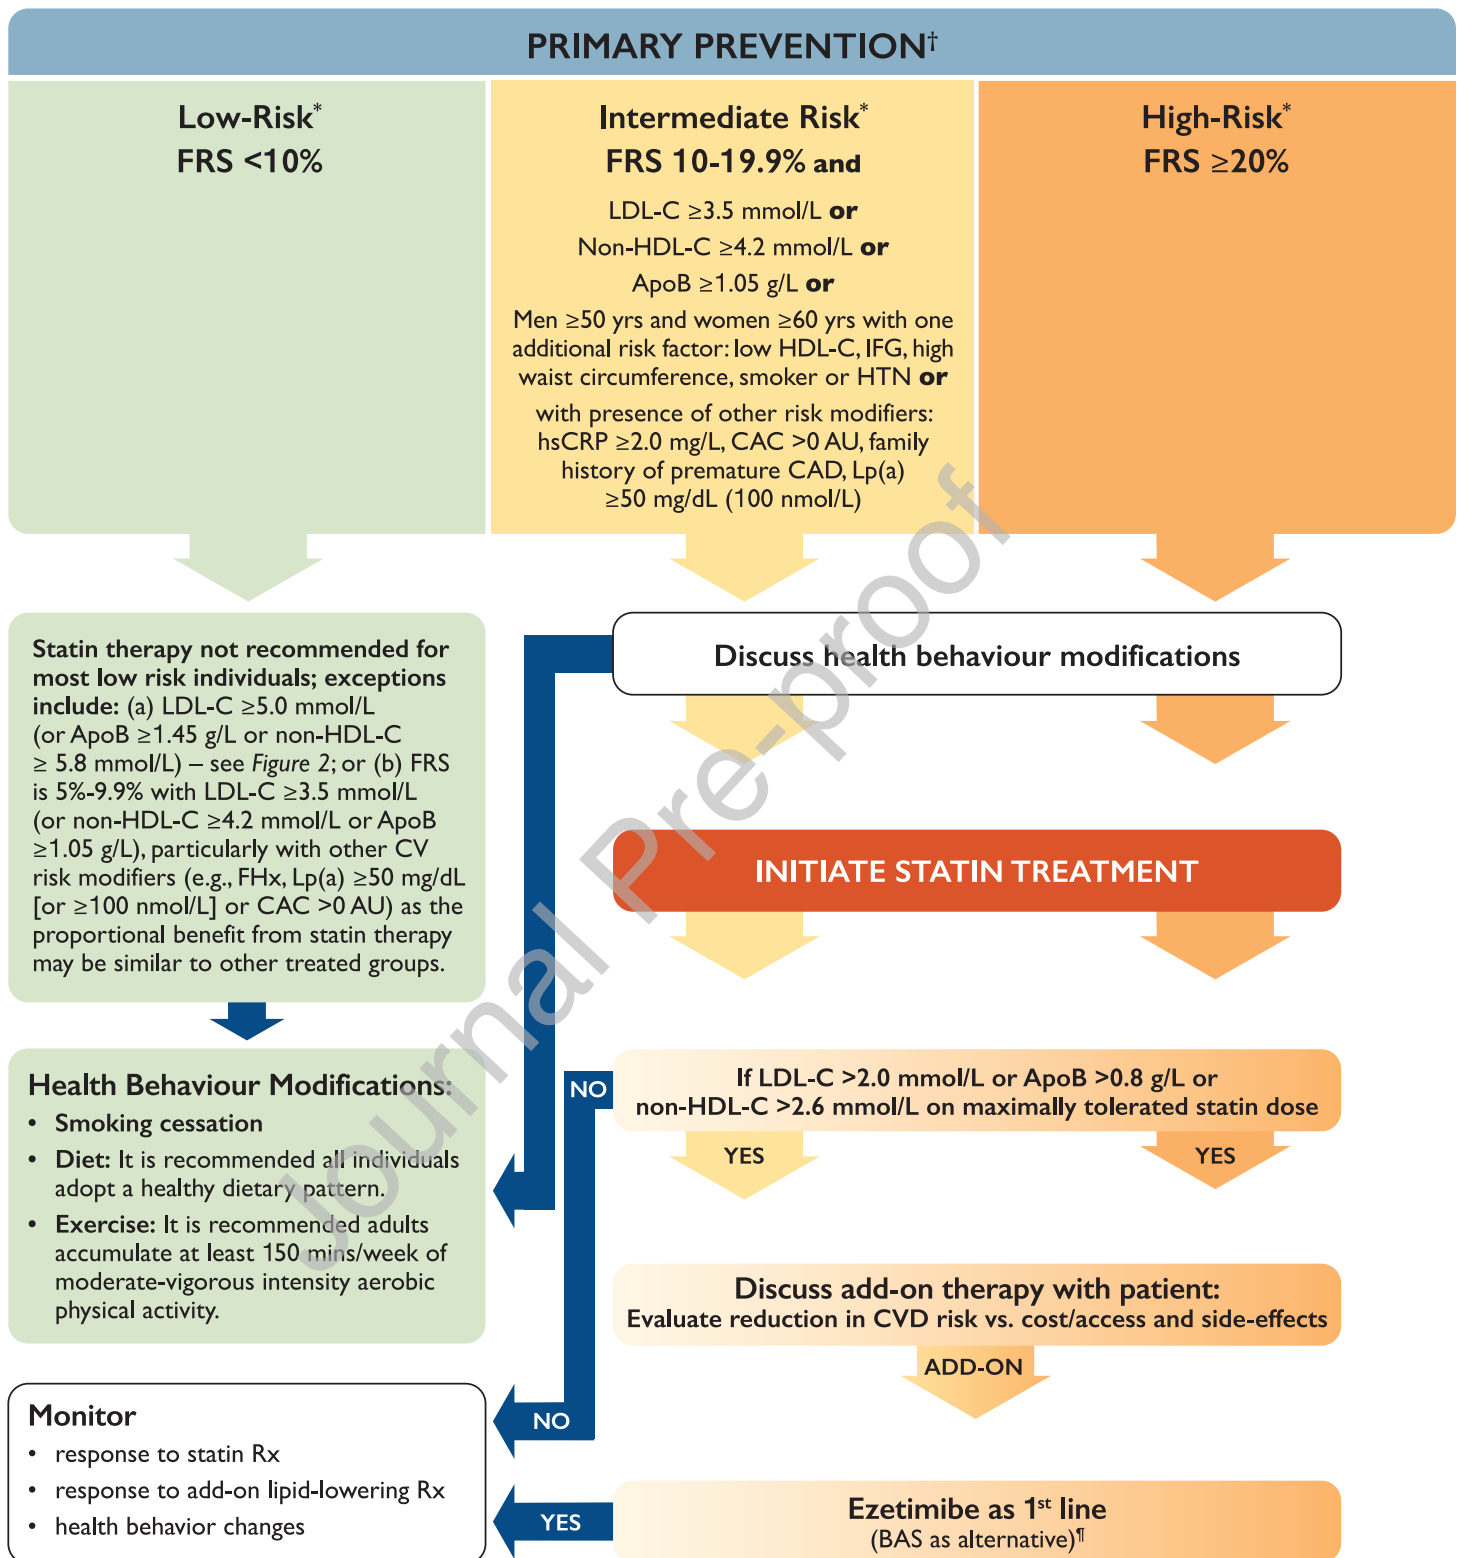 PRIMARY PREVENTION†
Low-Risk*
FRS <10%
Intermediate Risk*
FRS 10-19.9% and
LDL-C ≥3.5 mmol/L or
Non-HDL-C ≥4.2 mmol/L or
ApoB ≥1.05 g/L or
Men ≥50 yrs and women ≥60 yrs with one
additional risk factor: low HDL-C, IFG, high
waist circumference, smoker or HTN or
with presence of other risk modifiers:
hsCRP ≥2.0 mg/L, CAC >0 AU, family
history of premature CAD, Lp(a)
≥50 mg/dL (100 nmol/L)
High-Risk*
FRS ≥20%
Statin therapy not recommended for
most low risk individuals; exceptions
include: (a) LDL-C ≥5.0 mmol/L
(or ApoB ≥1.45 g/L or non-HDL-C
≥ 5.8 mmol/L) – see Figure 2; or (b) FRS
is 5%-9.9% with LDL-C ≥3.5 mmol/L
(or non-HDL-C ≥4.2 mmol/L or ApoB
≥1.05 g/L), particularly with other CV
risk modifiers (e.g., FHx, Lp(a) ≥50 mg/dL
[or ≥100 nmol/L] or CAC >0 AU) as the
proportional benefit from statin therapy
may be similar to other treated groups.
Discuss health behaviour modifications
INITIATE STATIN TREATMENT
Health Behaviour Modifications:
• Smoking cessation
• Diet: It is recommended all individuals
adopt a healthy dietary pattern.
• Exercise: It is recommended adults
accumulate at least 150 mins/week of
moderate-vigorous intensity aerobic
physical activity.
NO
If LDL-C >2.0 mmol/L or ApoB >0.8 g/L or
non-HDL-C >2.6 mmol/L on maximally tolerated statin dose
YES
YES
Discuss add-on therapy with patient:
Evaluate reduction in CVD risk vs. cost/access and side-effects
ADD-ON
Monitor
• response to statin Rx
• response to add-on lipid-lowering Rx
• health behavior changes
NO
YES
Ezetimibe as 1st line
(BAS as alternative)¶
Journal Pre-proof